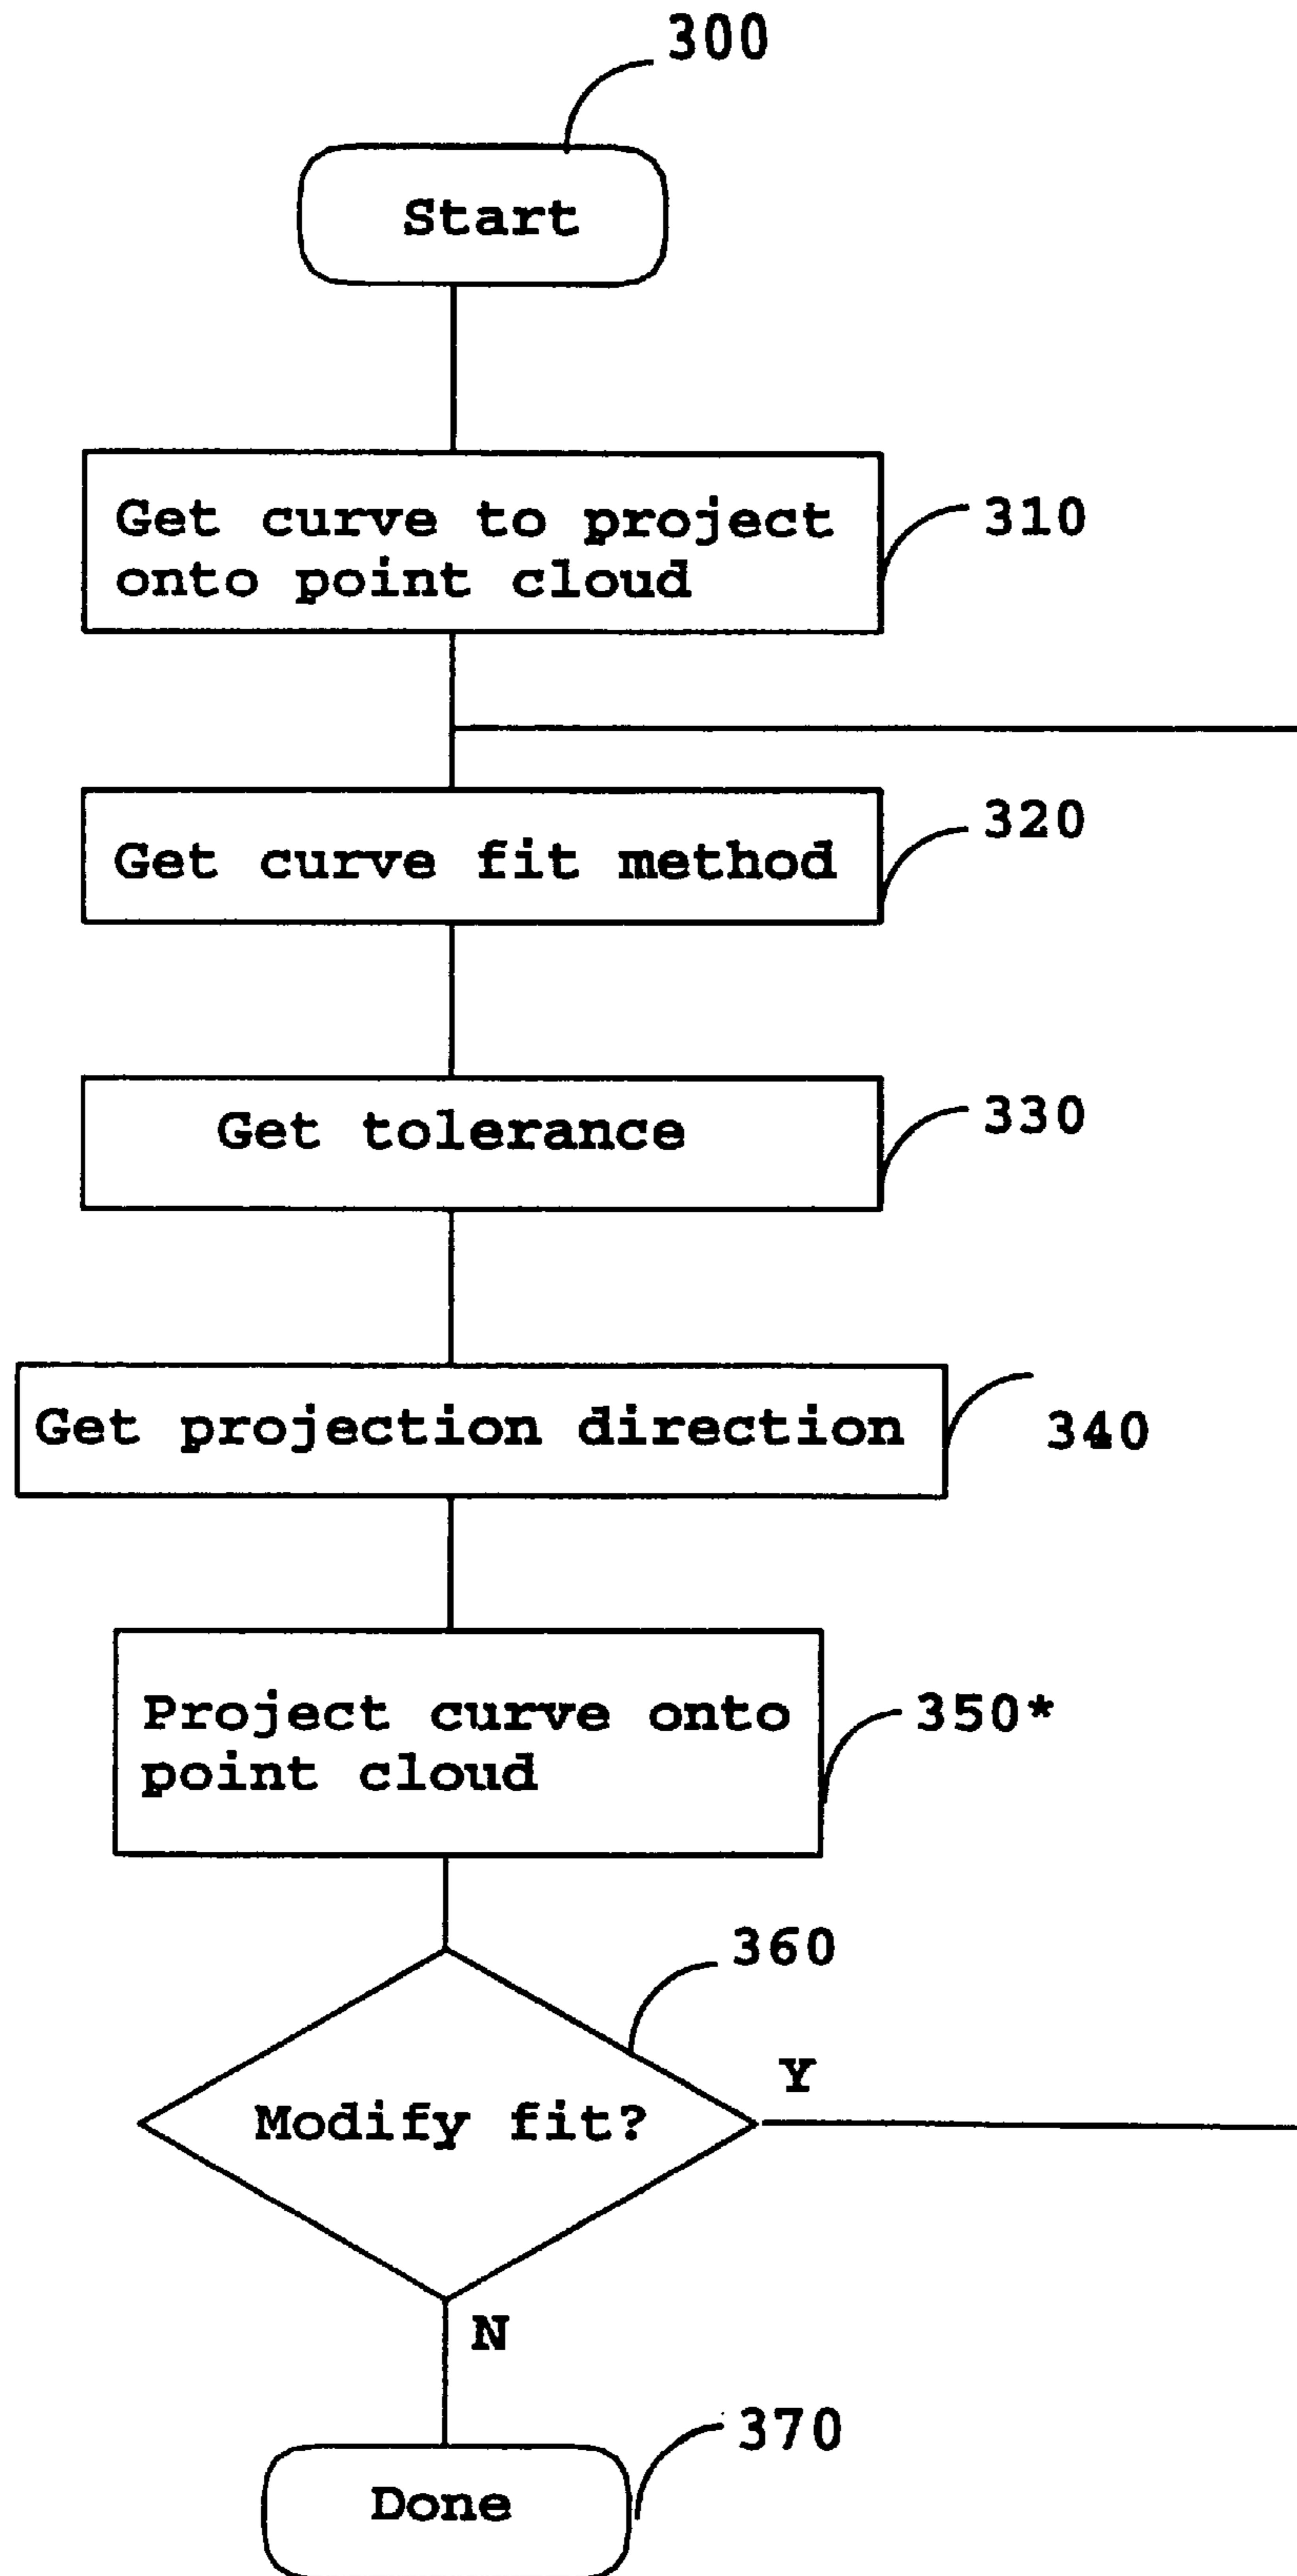 300
Start
Get curve to project
onto point cloud
310
Get curve fit method
320
Get tolerance
330
Get projection direction
340
Project curve onto
point cloud
350*
360
Modify fit?
Y
N
370
Done